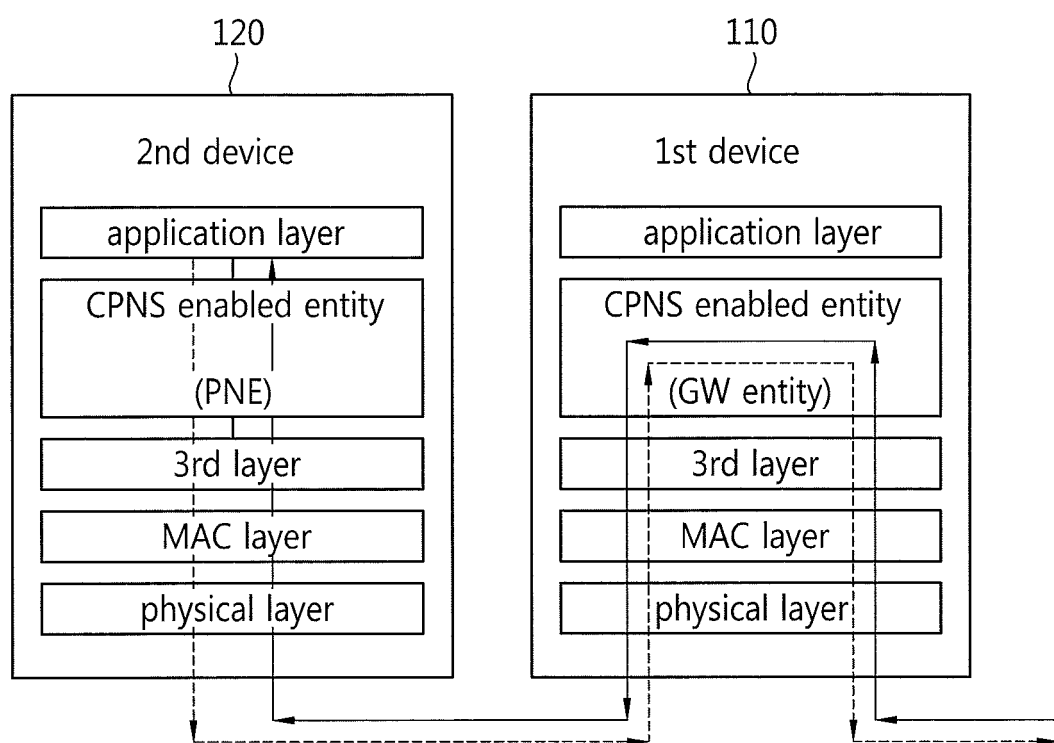 120
110
2nd device
1st device
application layer
application layer
CPNS enabled entity
(PNE)
CPNS enabled entity
(GW entity)
3rd layer
3rd layer
MAC layer
MAC layer
physical layer
physical layer